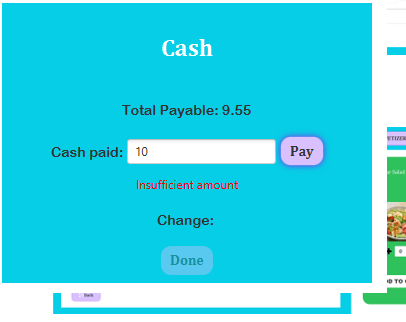 Cash
Total Payable: 9.55
Cash paid: 10 Pay
Insufficient amount
Change:
Done